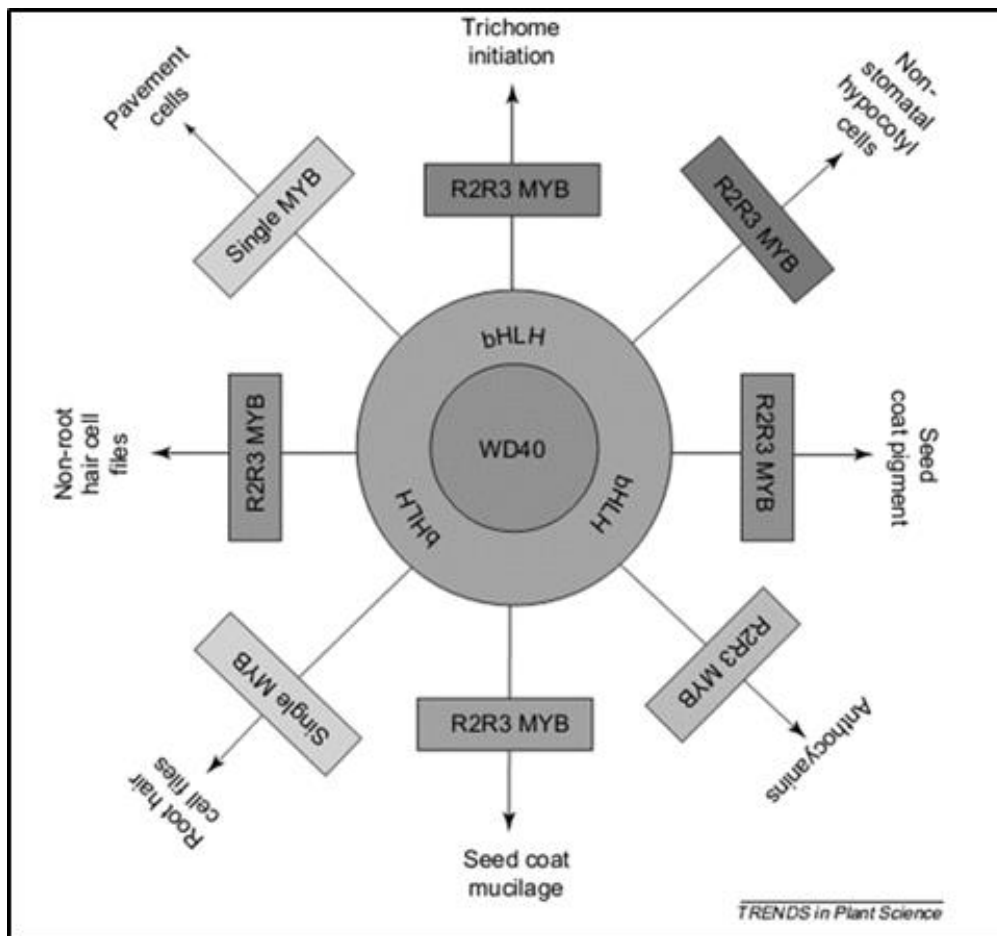 Trichome
initiation
Pavement
cells
Non-
stomatal
hypocotyl
cells
Single MYB
R2R3 MYB
R2R3 MYB
bHLH
WD40
bHLH
bHLH
Non-root
hair cell
files
R2R3 MYB
R2R3 MYB
Seed
coat pigment
Single MYB
R2R3 MYB
R2R3 MYB
Root hair
cell files
Anthocyanins
Seed coat
mucilage
TRENDS in Plant Science